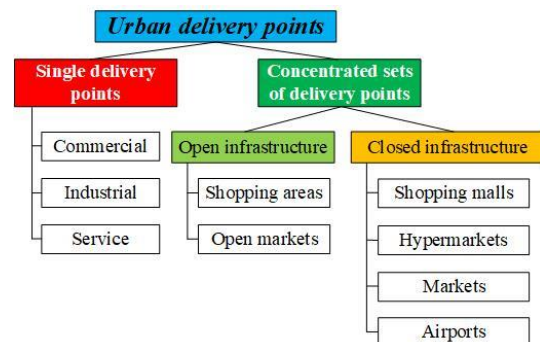 Urban delivery points
Single delivery
points
Concentrated sets
of delivery points
Commercial
Industrial
Service
Open infrastructure
Shopping areas
Open markets
Closed infrastructure
Shopping malls
Hypermarkets
Markets
Airports